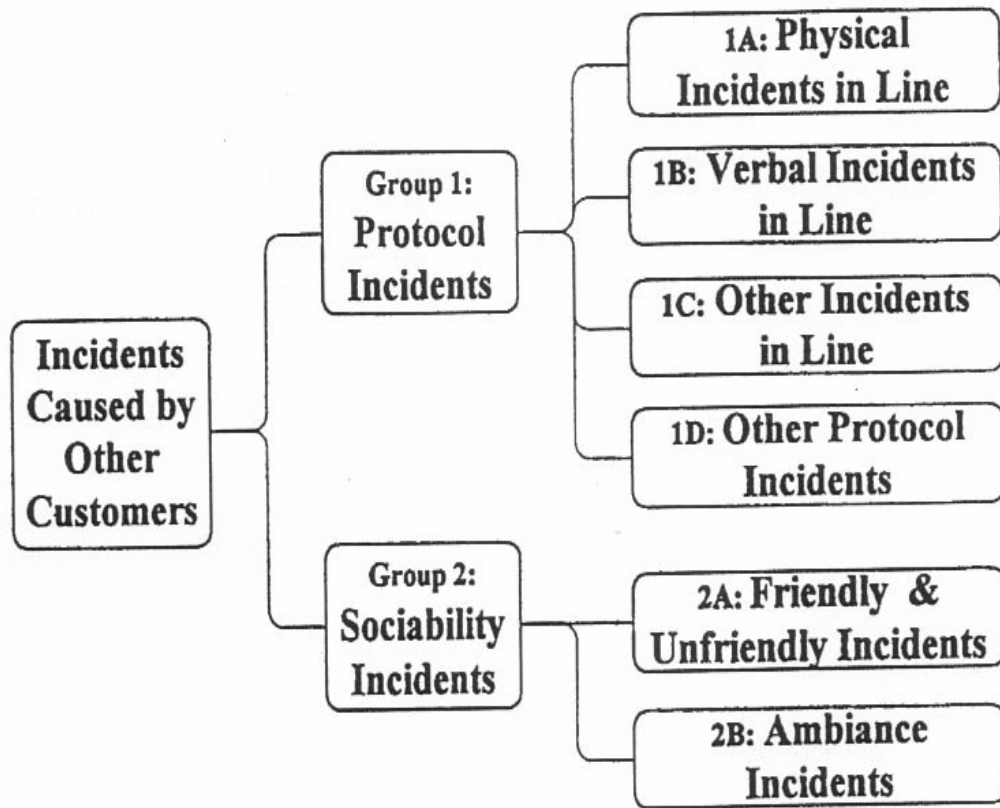 Incidents
Caused by
Other
Customers
Group 1:
Protocol
Incidents
1A: Physical
Incidents in Line
1B: Verbal Incidents
in Line
1C: Other Incidents
in Line
1D: Other Protocol
Incidents
Group 2:
Sociability
Incidents
2A: Friendly &
Unfriendly Incidents
2B: Ambiance
Incidents